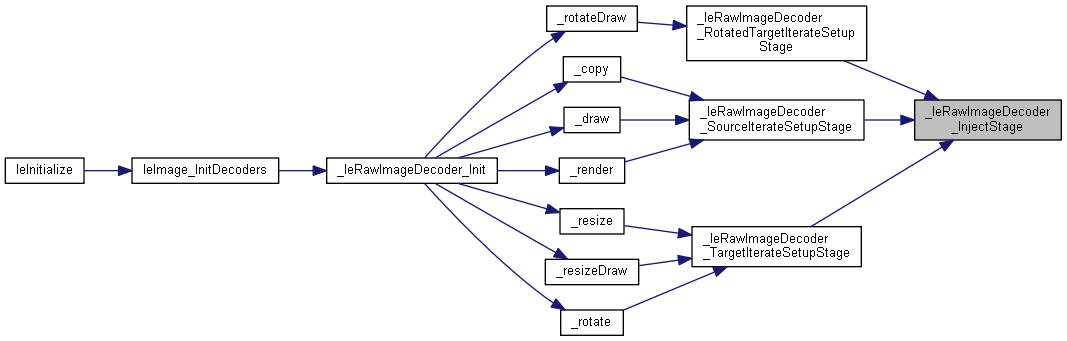 _rotateDraw
_leRawImageDecoder
_RotatedTargetIterateSetup
Stage
_copy
_leRawImageDecoder
_SourceIterateSetupStage
_leRawImageDecoder
_InjectStage
_draw
leInitialize
leImage_InitDecoders
_leRawImageDecoder_Init
_render
_resize
_leRawImageDecoder
_TargetIterateSetupStage
_resizeDraw
_rotate